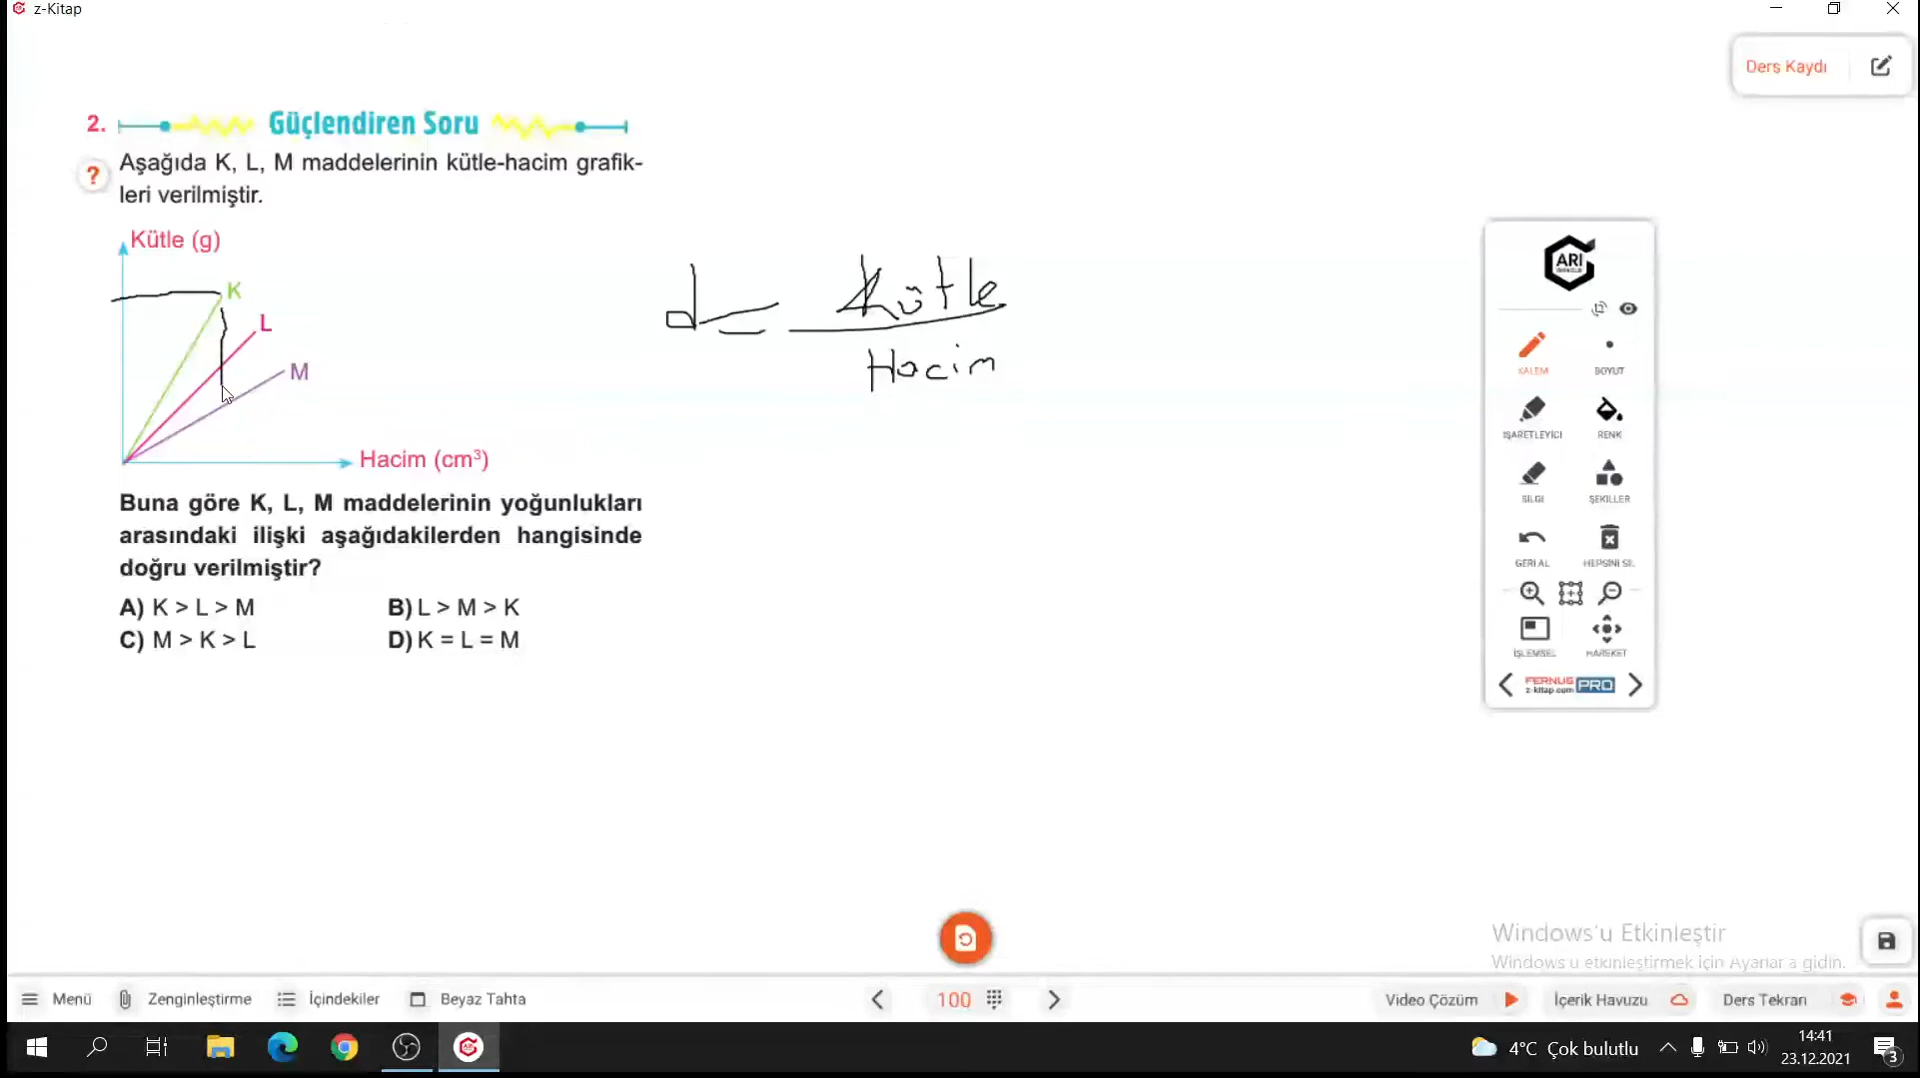 z-Kitap
Ders Kaydı
2. Güçlendiren Soru
? Aşağıda K, L, M maddelerinin kütle-hacim grafik-
leri verilmiştir.
Kütle (g)
K
L
M
Hacim (cm³)
d = Kütle
Hacim
Buna göre K, L, M maddelerinin yoğunlukları
arasındaki ilişki aşağıdakilerden hangisinde
doğru verilmiştir?
A) K > L > M B) L > M > K
C) M > K > L D) K = L = M
ARI
KALEM BOYUT
İŞARETLEYİCİ RENK
SİLGİ ŞEKİLLER
GERİ AL HEPSİNİ SİL
İŞLEMSEL HAREKET
FERNUS
z-kitap.com PRO
Windows'u Etkinleştir
Windows'u etkinleştirmek için Ayarlar'a gidin.
Menü Zenginleştirme İçindekiler Beyaz Tahta 100 Video Çözüm İçerik Havuzu Ders Tekrarı
4°C Çok bulutlu 14:41
23.12.2021 3